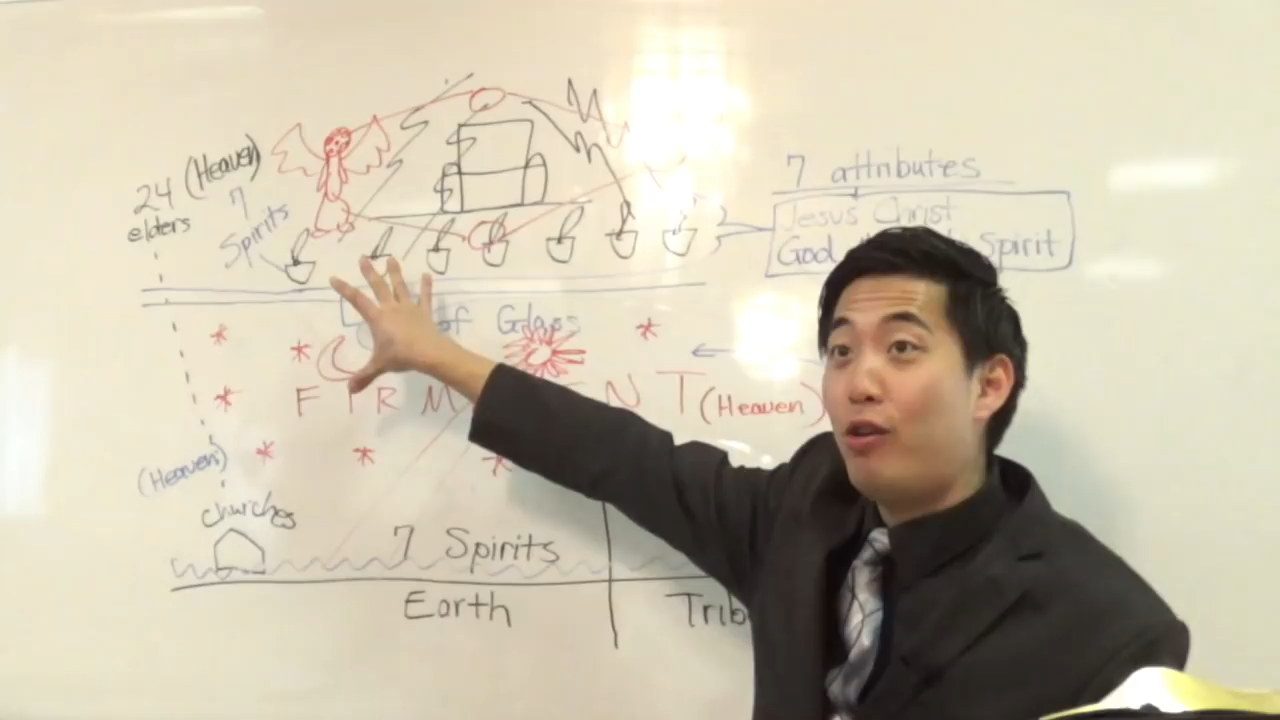 24 (Heaven)
elders
7
Spirits
7 attributes
Jesus Christ
God Spirit
of Glass
F I R M N T (Heaven)
(Heaven)
churches
7 Spirits
Earth
Trib